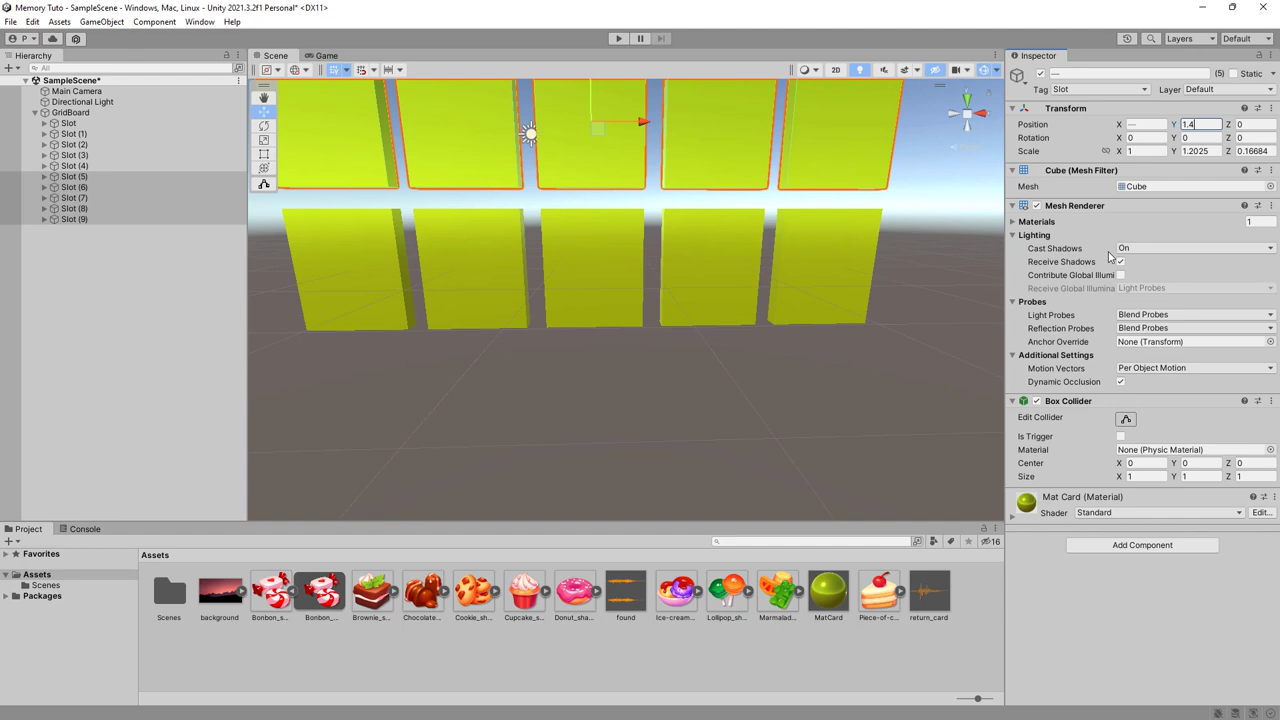 Memory Tuto - SampleScene - Windows, Mac, Linux - Unity 2021.3.2f1 Personal* <DX11>
File Edit Assets GameObject Component Window Help
P Layers Default
Hierarchy Scene Game Inspector
All
SampleScene*
Main Camera
Directional Light
GridBoard
Slot
Slot (1)
Slot (2)
Slot (3)
Slot (4)
Slot (5)
Slot (6)
Slot (7)
Slot (8)
Slot (9)
2D
— (5) Static
Tag Slot Layer Default
Transform
Position X — Y 1.4 Z 0
Rotation X 0 Y 0 Z 0
Scale X 1 Y 1.2025 Z 0.16684
Cube (Mesh Filter)
Mesh Cube
Mesh Renderer
Materials 1
Lighting
Cast Shadows On
Receive Shadows
Contribute Global Illumi
Receive Global Illumina Light Probes
Probes
Light Probes Blend Probes
Reflection Probes Blend Probes
Anchor Override None (Transform)
Additional Settings
Motion Vectors Per Object Motion
Dynamic Occlusion
Box Collider
Edit Collider
Is Trigger
Material None (Physic Material)
Center X 0 Y 0 Z 0
Size X 1 Y 1 Z 1
Mat Card (Material)
Shader Standard Edit...
Add Component
Project Console
16
Favorites
Assets
Scenes
Packages
Assets
Scenes background Bonbon_s... Bonbon_... Brownie_s... Chocolate... Cookie_sh... Cupcake_s... Donut_sha... found Ice-cream... Lollipop_sh... Marmalad... MatCard Piece-of-c... return_card